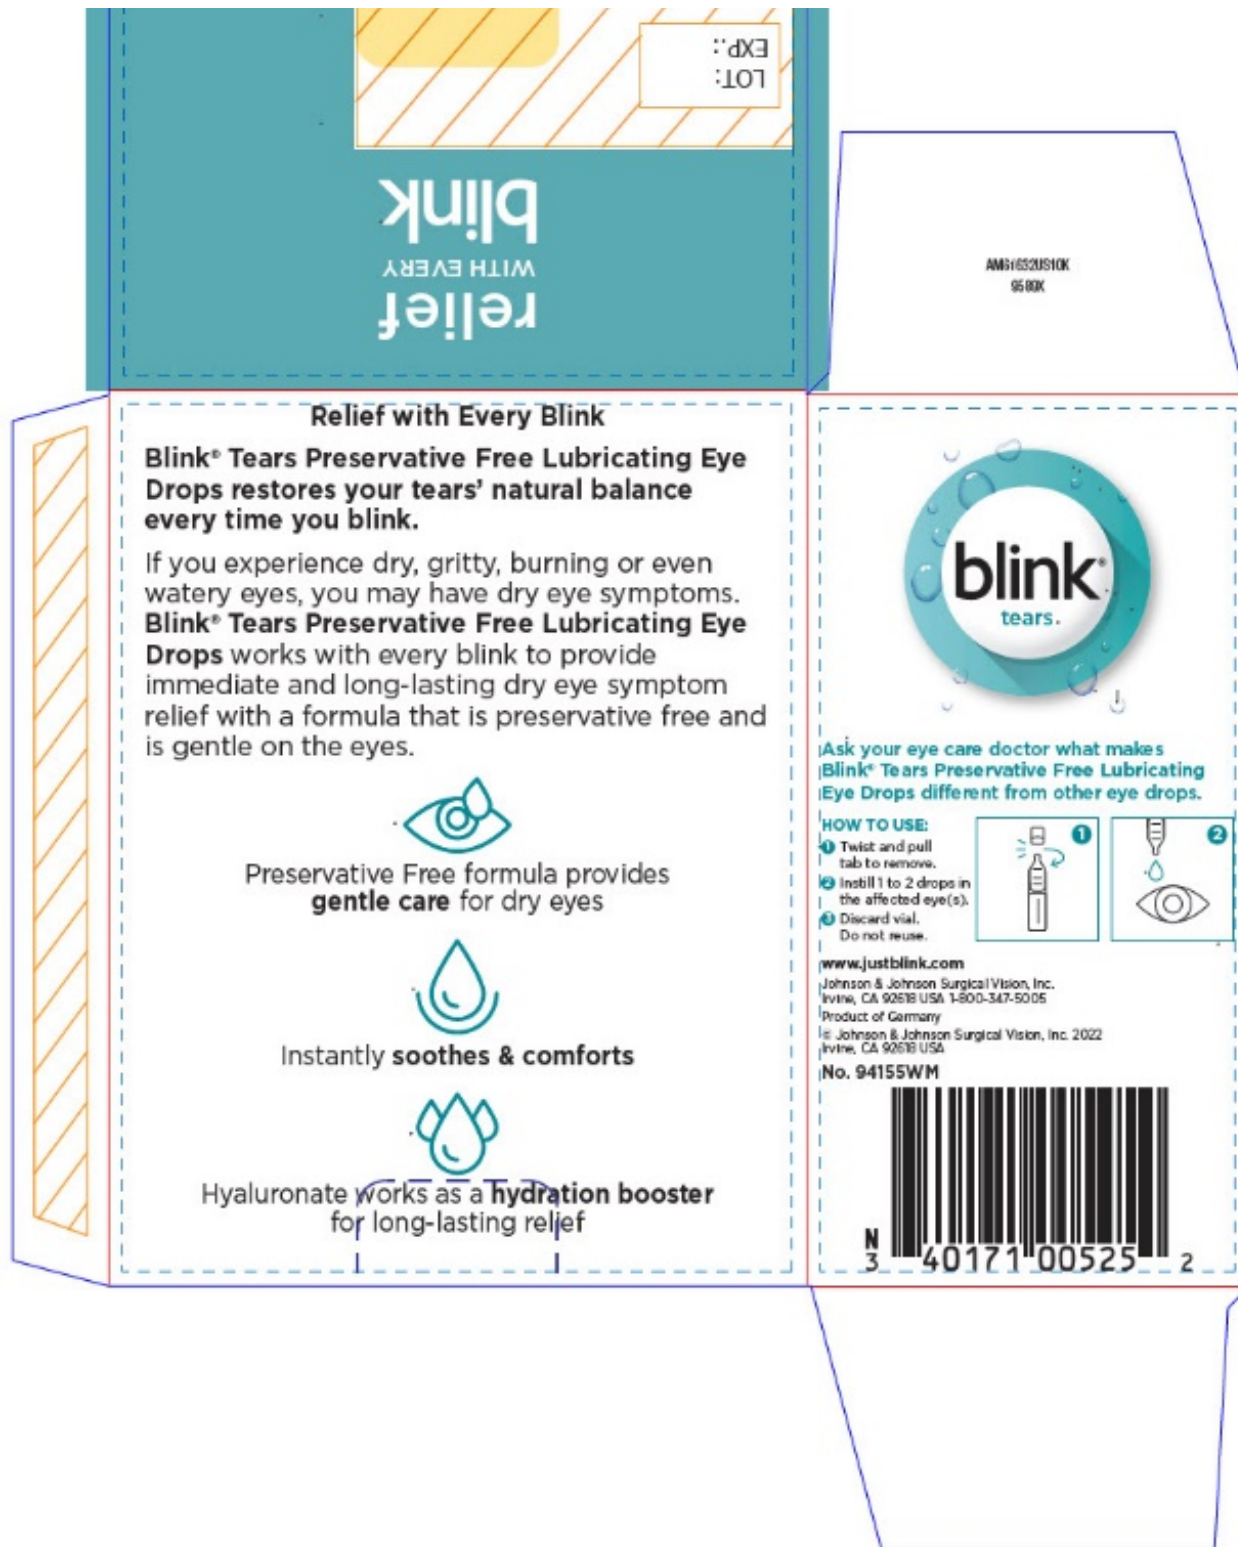 LOT:
EXP.:
relief
WITH EVERY
blink
AMG1632US10K
9589X
Relief with Every Blink
Blink® Tears Preservative Free Lubricating Eye
Drops restores your tears’ natural balance
every time you blink.
If you experience dry, gritty, burning or even
watery eyes, you may have dry eye symptoms.
Blink® Tears Preservative Free Lubricating Eye
Drops works with every blink to provide
immediate and long-lasting dry eye symptom
relief with a formula that is preservative free and
is gentle on the eyes.
Preservative Free formula provides
gentle care for dry eyes
Instantly soothes & comforts
Hyaluronate works as a hydration booster
for long-lasting relief
blink®
tears.
Ask your eye care doctor what makes
Blink® Tears Preservative Free Lubricating
Eye Drops different from other eye drops.
HOW TO USE:
1 Twist and pull
tab to remove.
2 Instill 1 to 2 drops in
the affected eye(s).
3 Discard vial.
Do not reuse.
1
2
www.justblink.com
Johnson & Johnson Surgical Vision, Inc.
Irvine, CA 92618 USA 1-800-347-5005
Product of Germany
© Johnson & Johnson Surgical Vision, Inc. 2022
Irvine, CA 92618 USA
No. 94155WM
N
3 40171 00525 2